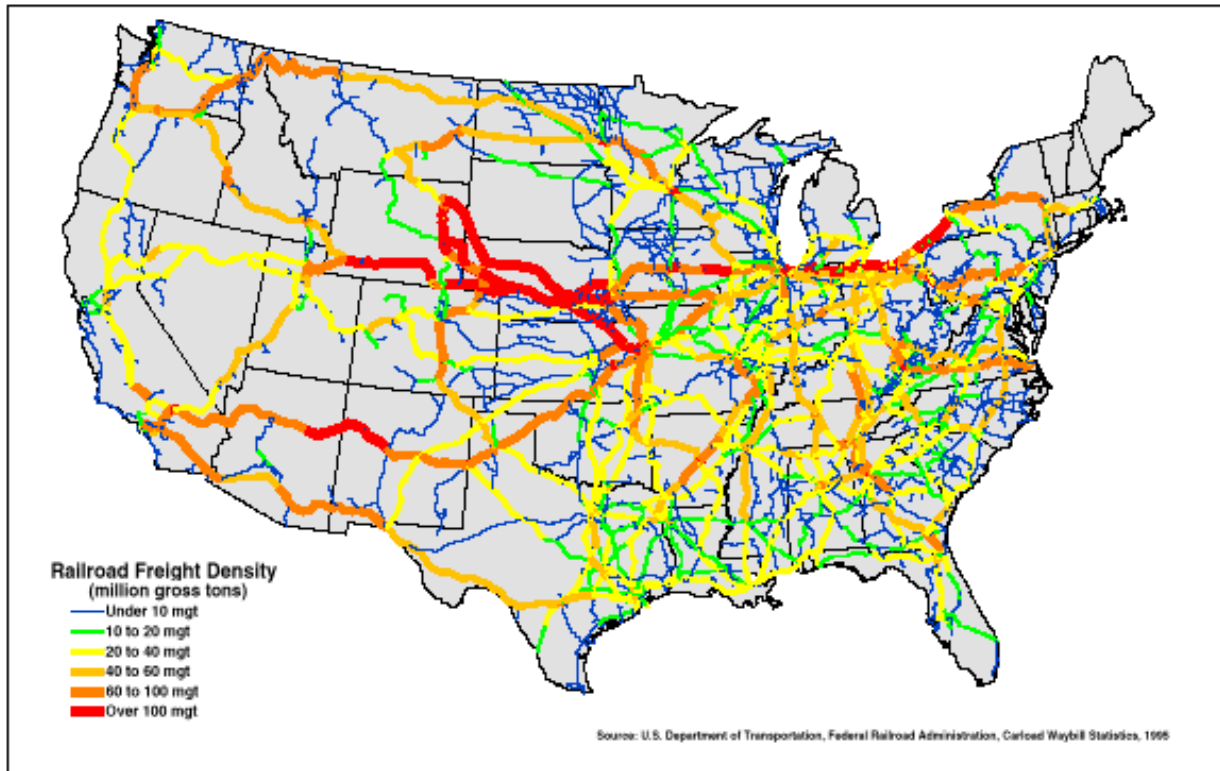 Railroad Freight Density
(million gross tons)
Under 10 mgt
10 to 20 mgt
20 to 40 mgt
40 to 60 mgt
60 to 100 mgt
Over 100 mgt
Source: U.S. Department of Transportation, Federal Railroad Administration, Carload Waybill Statistics, 1995